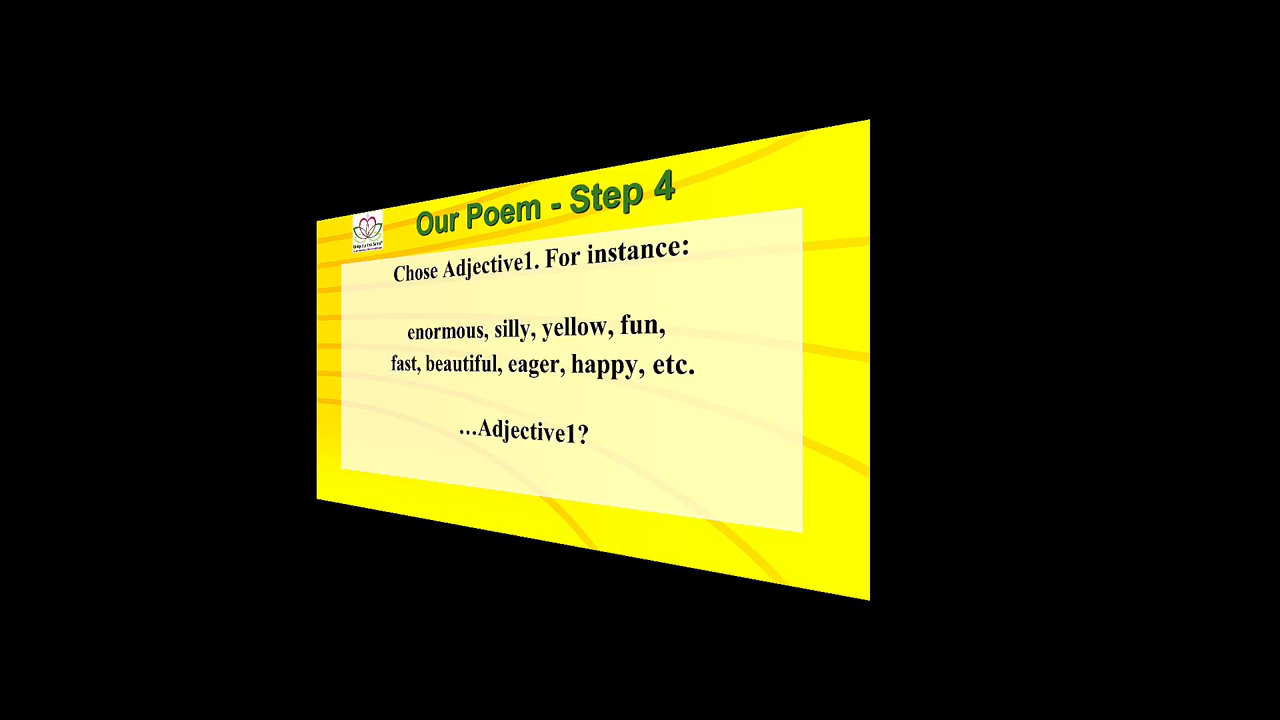 Our Poem - Step 4
Chose Adjective1. For instance:
enormous, silly, yellow, fun,
fast, beautiful, eager, happy, etc.
...Adjective1?